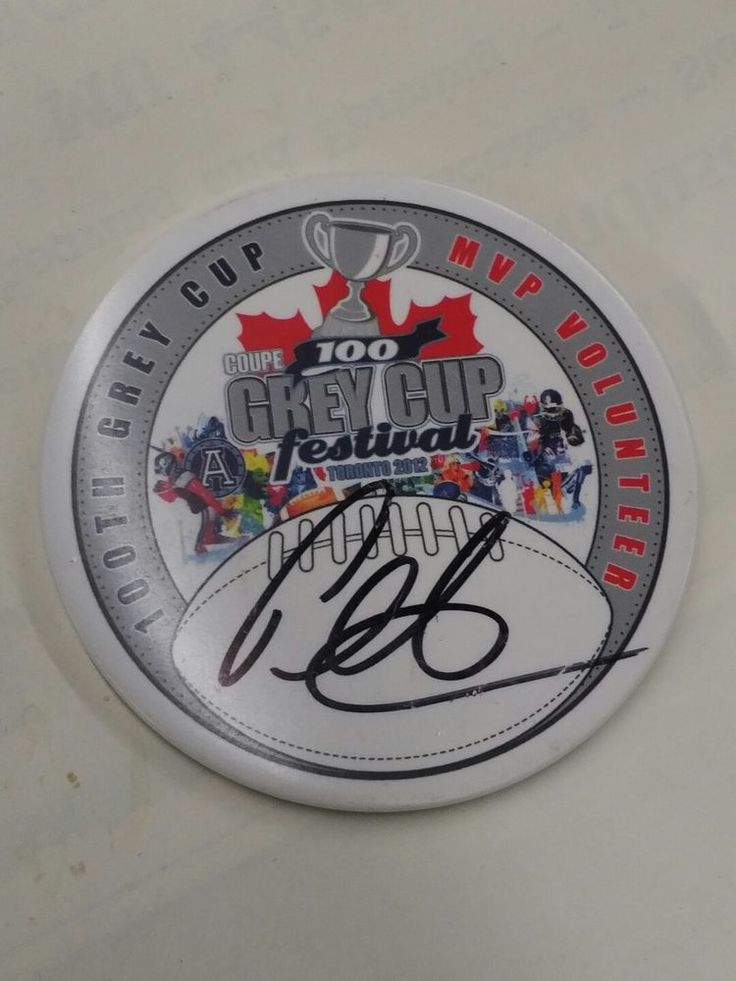 100TH GREY CUP
MVP VOLUNTEER
100
COUPE
GREY CUP
festival
TORONTO 2012
A